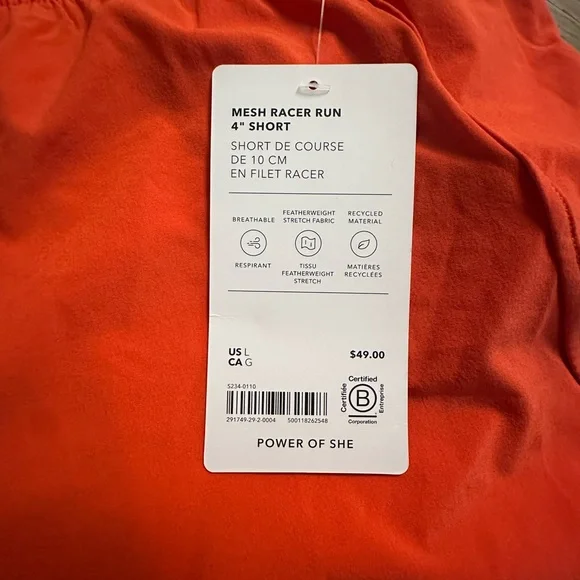 MESH RACER RUN
4" SHORT
SHORT DE COURSE
DE 10 CM
EN FILET RACER
BREATHABLE
FEATHERWEIGHT
STRETCH FABRIC
RECYCLED
MATERIAL
RESPIRANT
TISSU
FEATHERWEIGHT
STRETCH
MATIÈRES
RECYCLÉES
US L
CA G
$49.00
S234-0110
291749-29-2-0004 500118262548
Certified
Certifiée
B
Entreprise
Corporation
POWER OF SHE